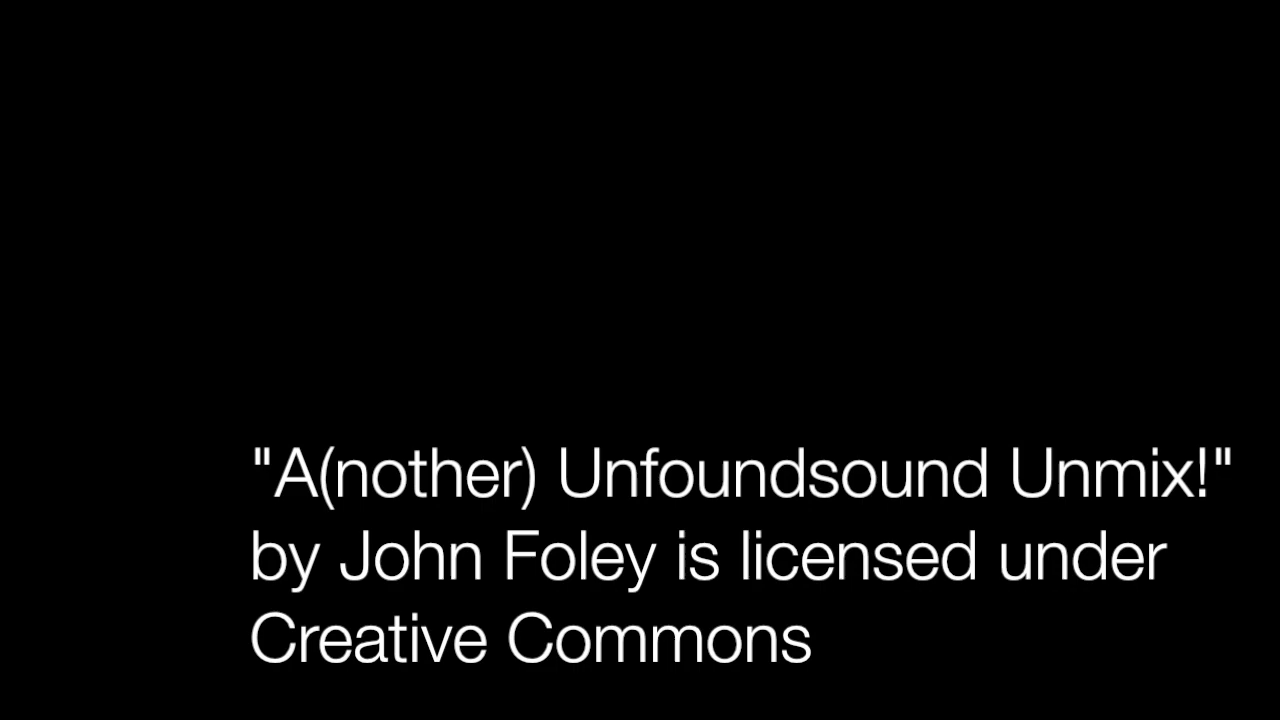 "A(nother) Unfoundsound Unmix!"
by John Foley is licensed under
Creative Commons